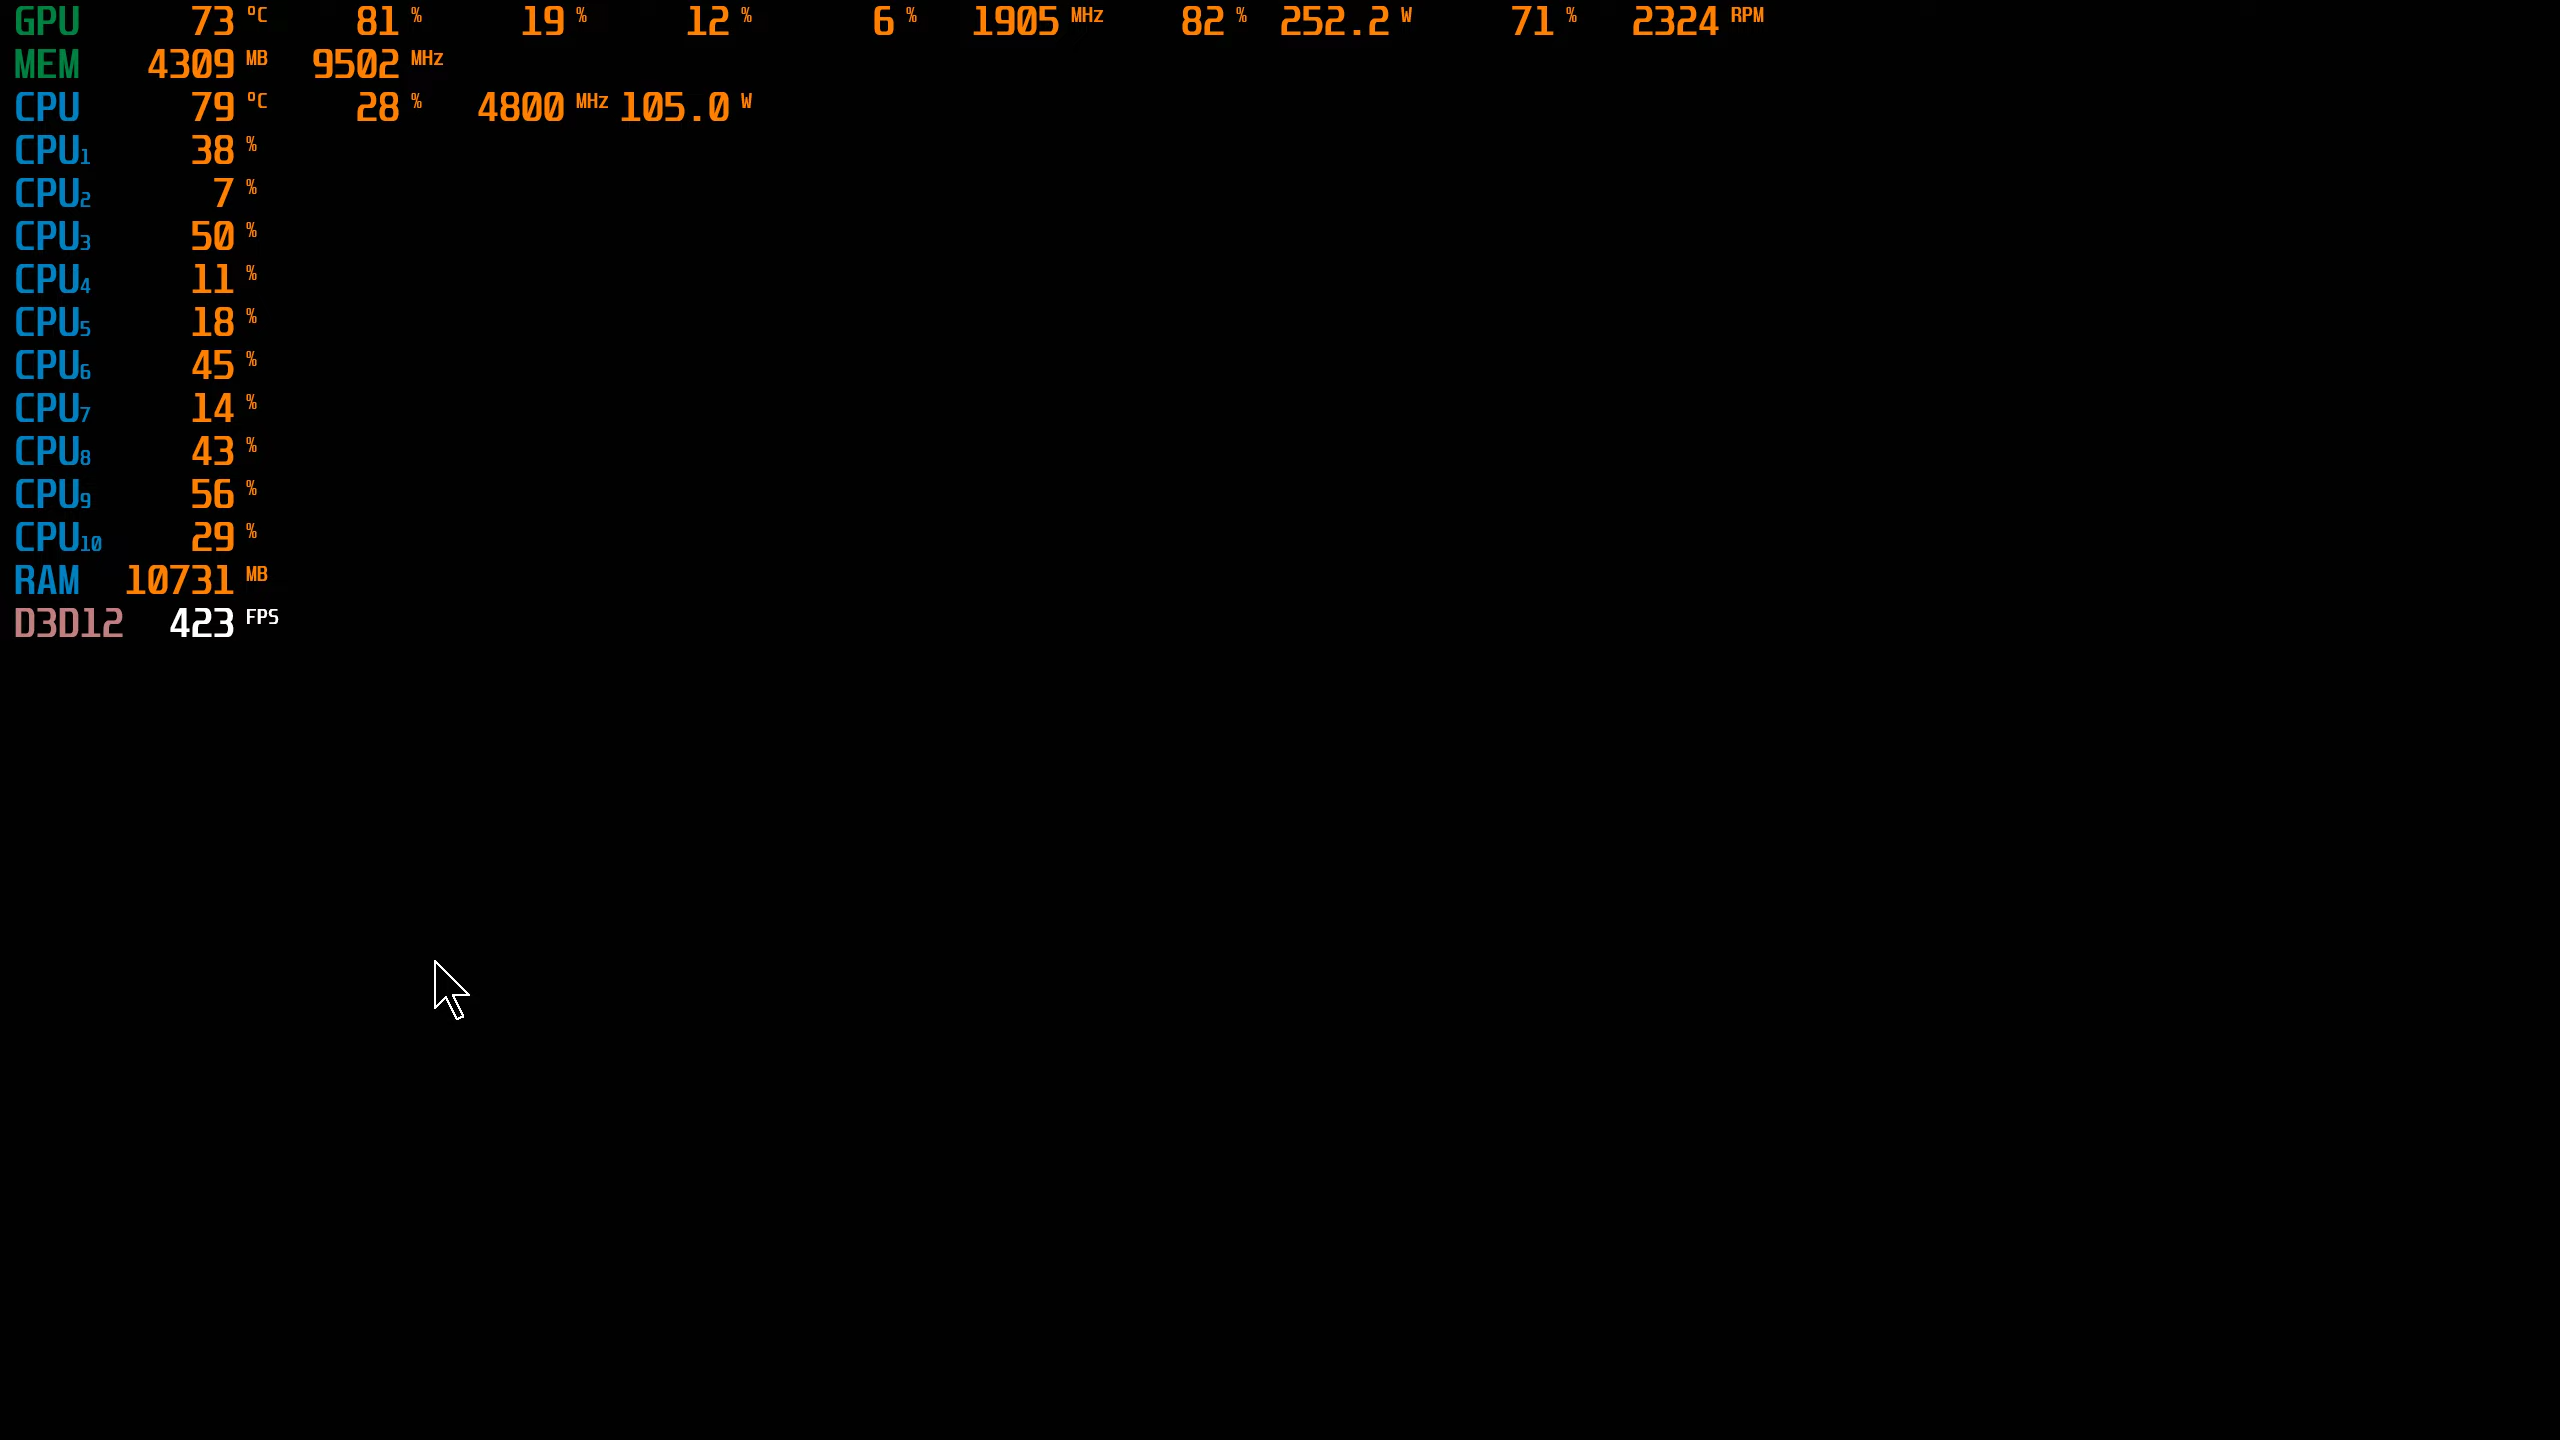 GPU 73 °C 81 % 19 % 12 % 6 % 1905 MHz 82 % 252.2 W 71 % 2324 RPM
MEM 4309 MB 9502 MHz
CPU 79 °C 28 % 4800 MHz 105.0 W
CPU1 38 %
CPU2 7 %
CPU3 50 %
CPU4 11 %
CPU5 18 %
CPU6 45 %
CPU7 14 %
CPU8 43 %
CPU9 56 %
CPU10 29 %
RAM 10731 MB
D3D12 423 FPS